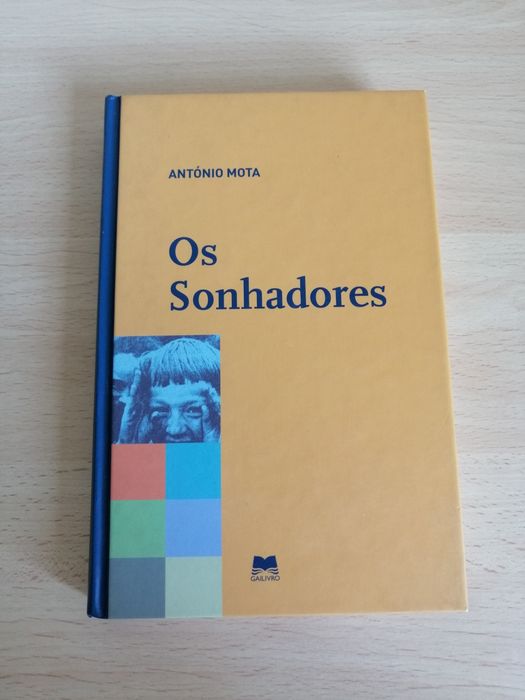 ANTÓNIO MOTA
Os
Sonhadores
GAILIVRO